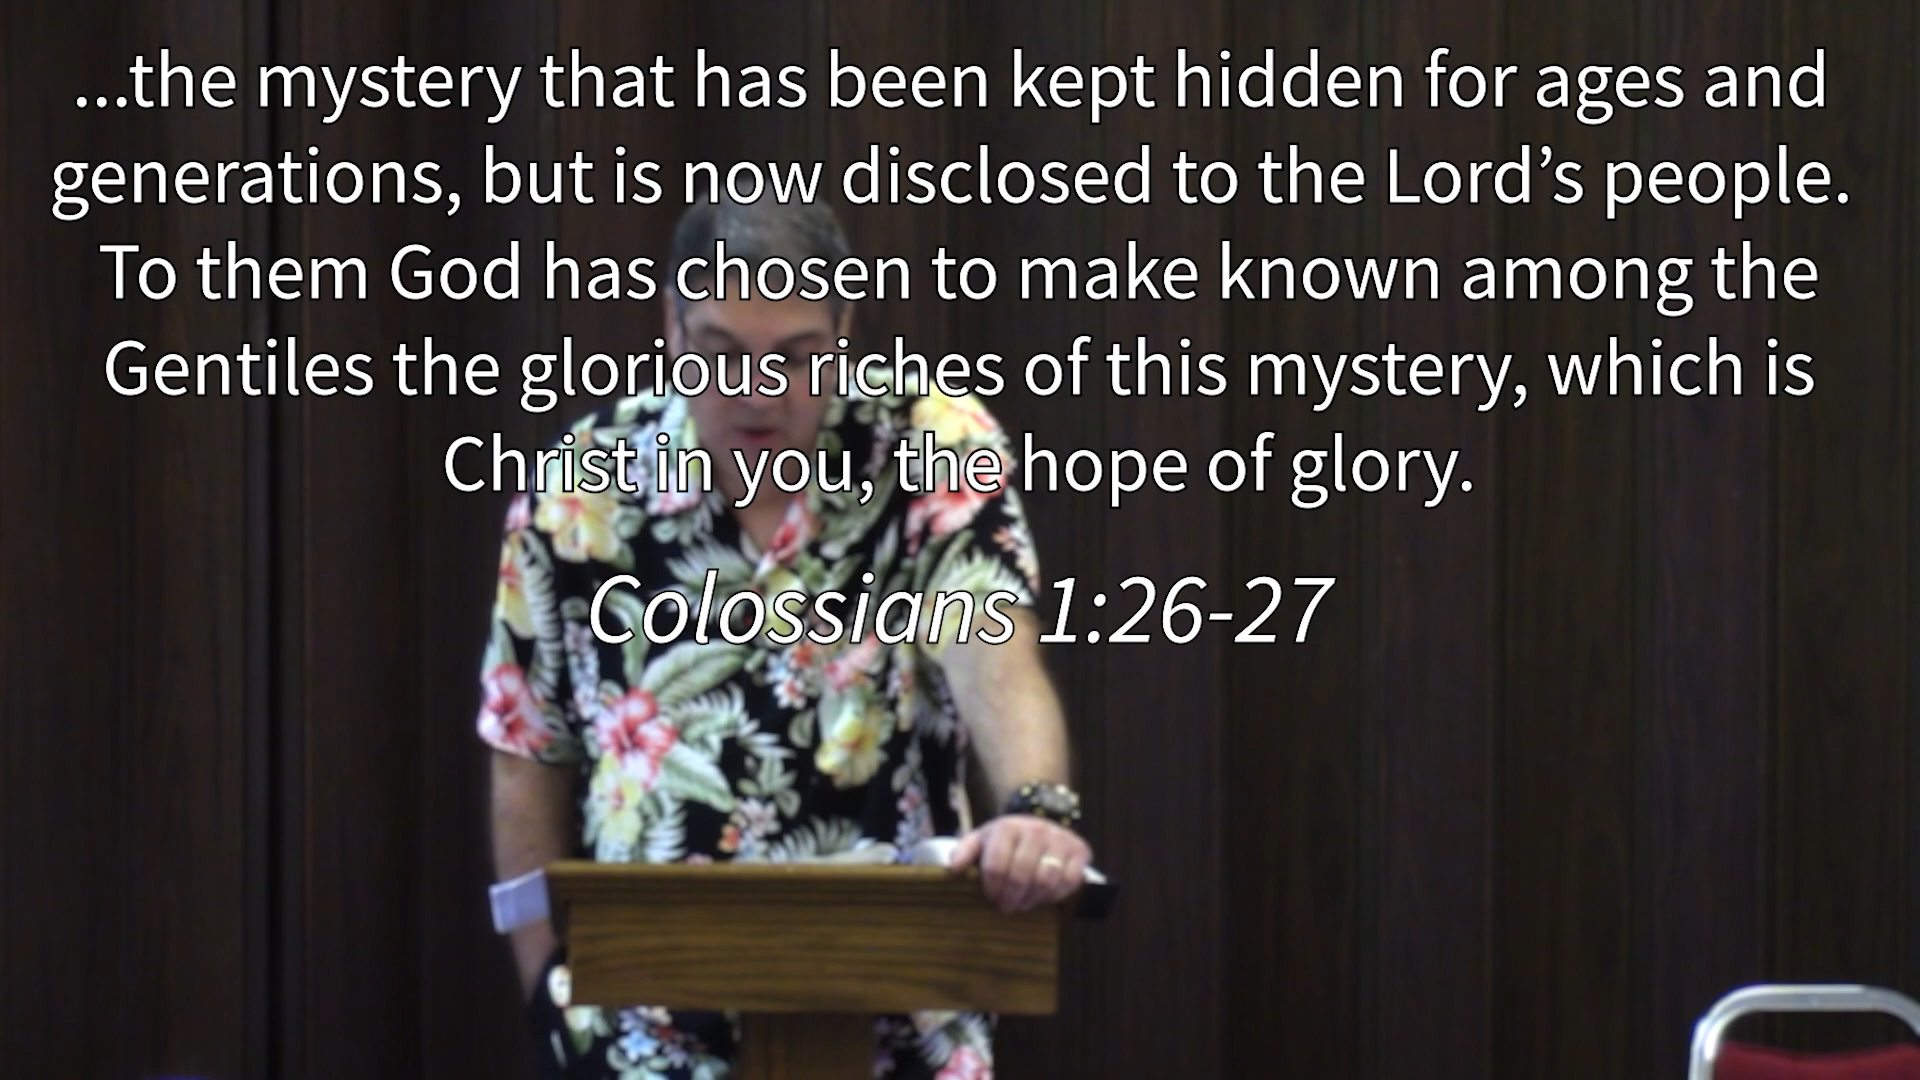 ...the mystery that has been kept hidden for ages and
generations, but is now disclosed to the Lord’s people.
To them God has chosen to make known among the
Gentiles the glorious riches of this mystery, which is
Christ in you, the hope of glory.
Colossians 1:26-27